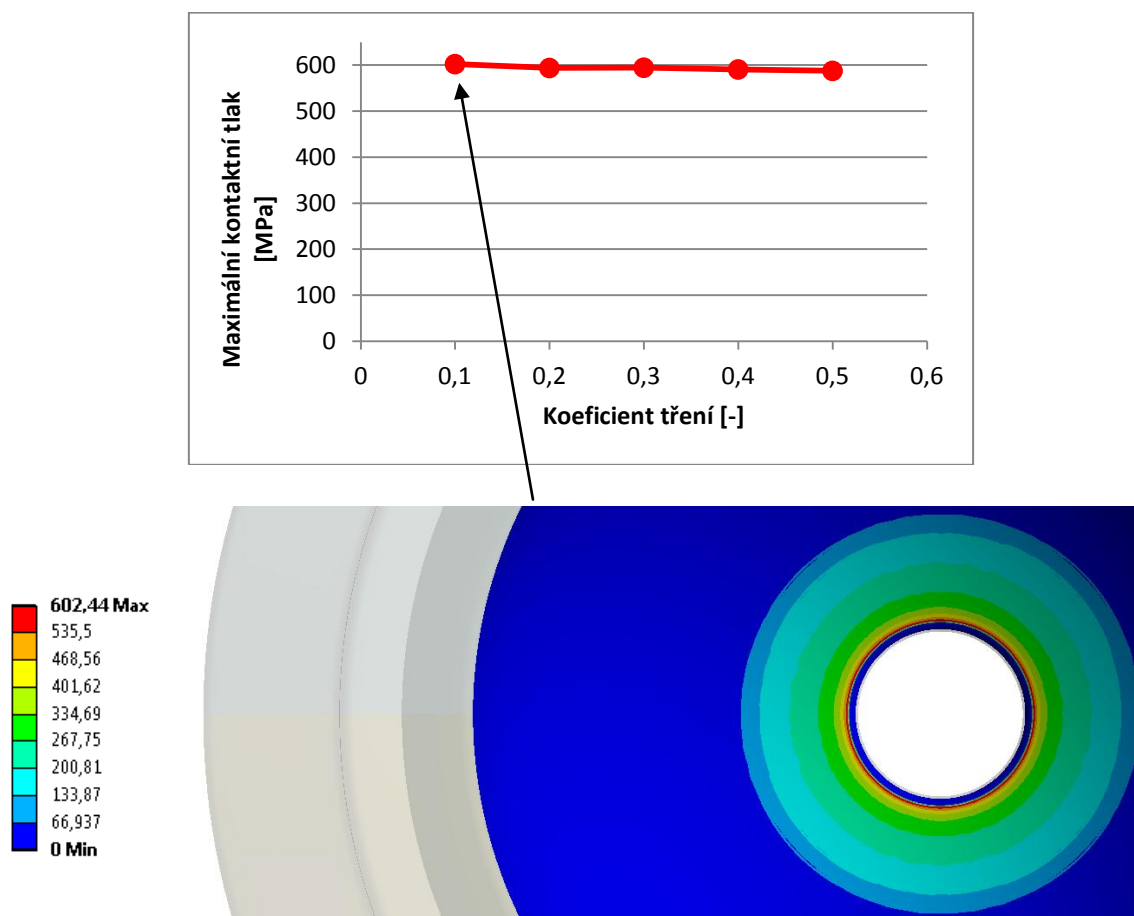 Maximální kontaktní tlak
[MPa]
600
500
400
300
200
100
0
0 0,1 0,2 0,3 0,4 0,5 0,6
Koeficient tření [-]
602,44 Max
535,5
468,56
401,62
334,69
267,75
200,81
133,87
66,937
0 Min